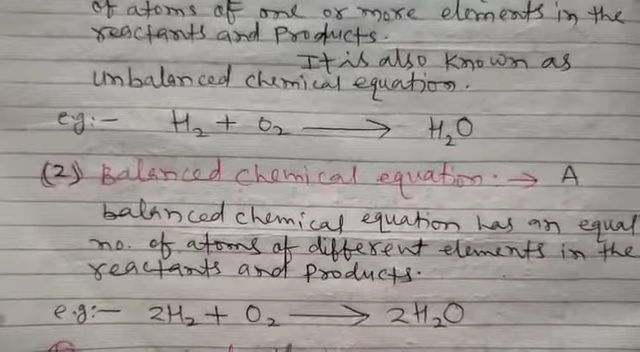 of atoms of one or more elements in the
reactants and products.
It is also known as
unbalanced chemical equation.
e.g:- H₂ + O₂ ⟶ H₂O
(2) Balanced chemical equation. → A
balanced chemical equation has an equal
no. of atoms of different elements in the
reactants and products.
e.g:- 2H₂ + O₂ ⟶ 2H₂O